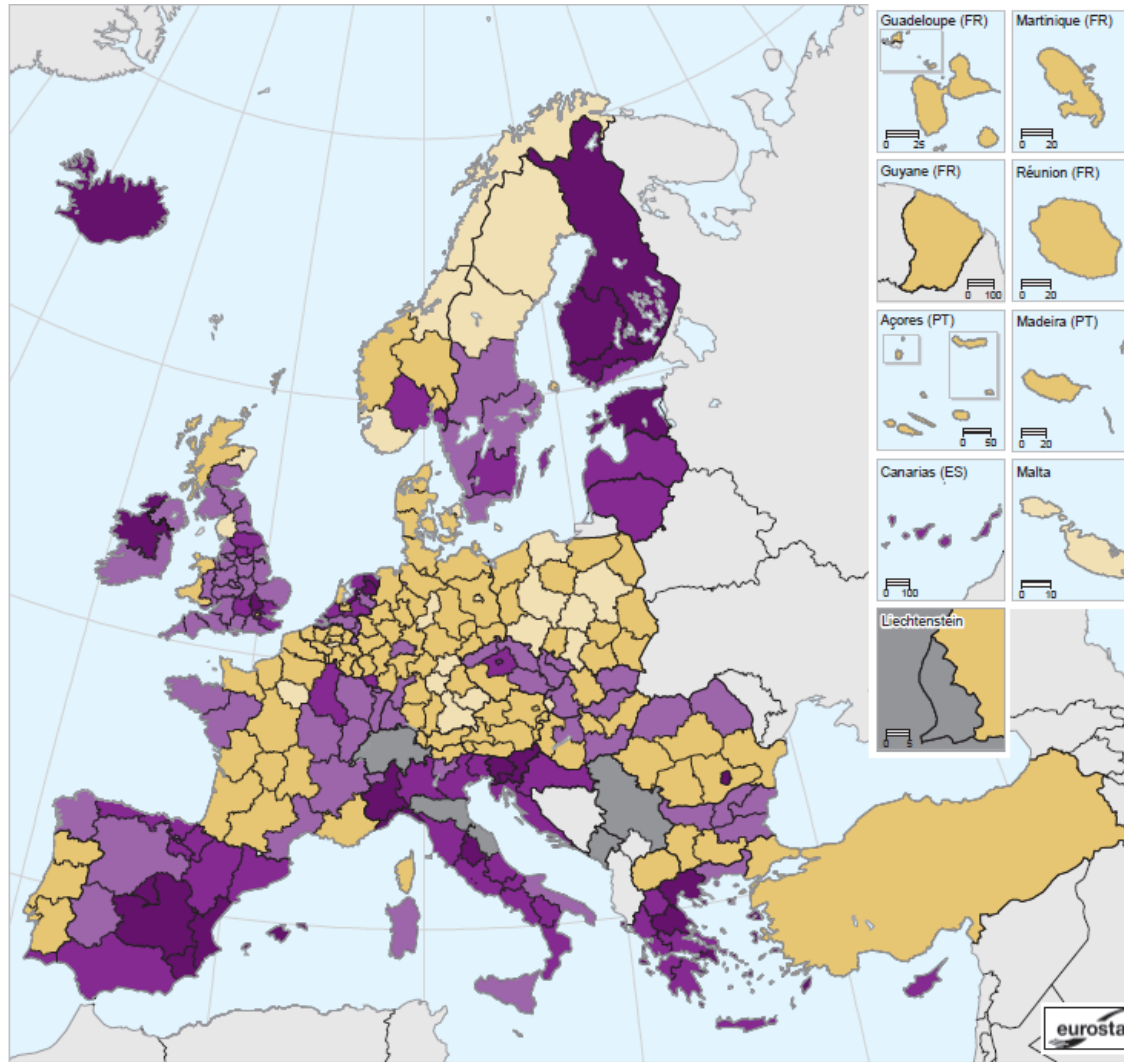 Guadeloupe (FR)
Martinique (FR)
0 25
0 20
Guyane (FR)
Réunion (FR)
0 100
0 20
Açores (PT)
Madeira (PT)
0 50
0 20
Canarias (ES)
Malta
0 100
0 10
Liechtenstein
0 5
eurosta